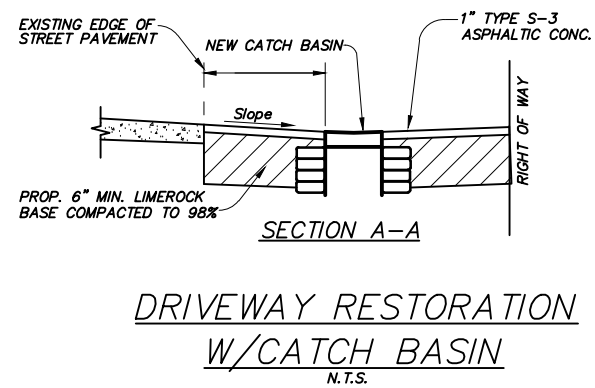 EXISTING EDGE OF
STREET PAVEMENT
NEW CATCH BASIN
1" TYPE S-3
ASPHALTIC CONC.
Slope
RIGHT OF WAY
PROP. 6" MIN. LIMEROCK
BASE COMPACTED TO 98%
SECTION A-A
DRIVEWAY RESTORATION
W/CATCH BASIN
N.T.S.